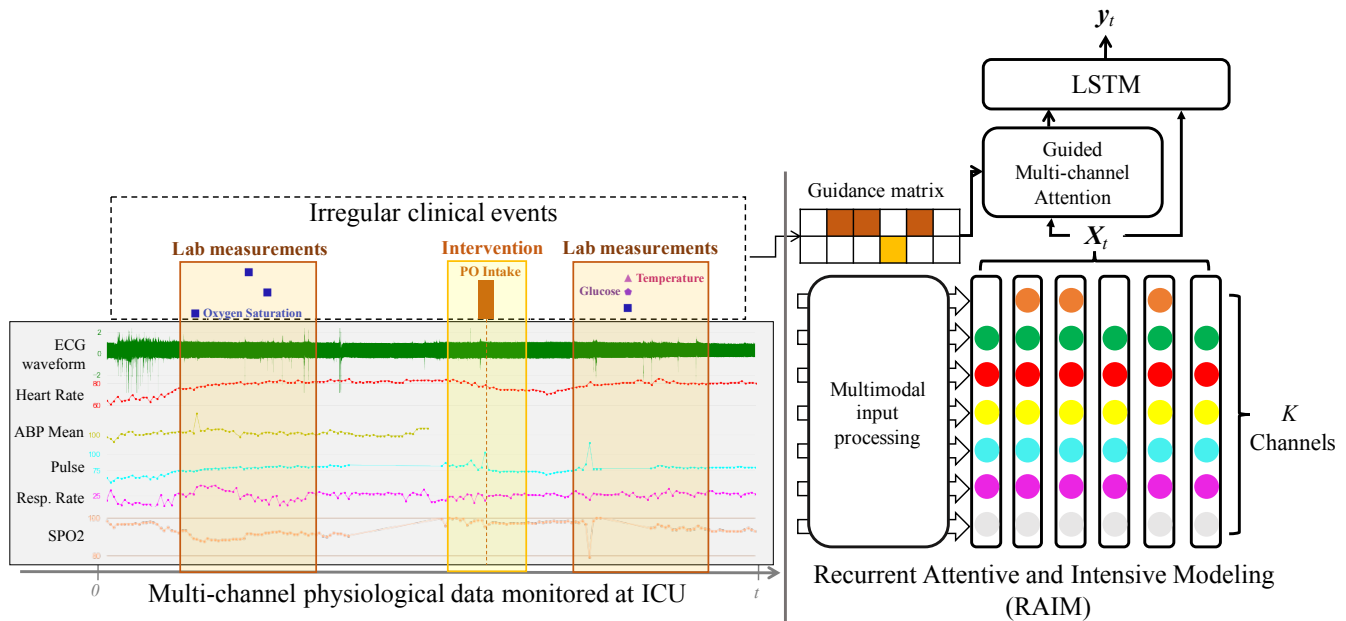 Irregular clinical events
Lab measurements
Intervention
Lab measurements
PO Intake
Temperature
Glucose
Oxygen Saturation
ECG
waveform
2
0
-2
Heart Rate
80
60
ABP Mean
100
Pulse
100
75
Resp. Rate
25
SPO2
100
0
t
Multi-channel physiological data monitored at ICU
y_t
LSTM
Guided
Multi-channel
Attention
Guidance matrix
X_t
Multimodal
input
processing
K
Channels
Recurrent Attentive and Intensive Modeling
(RAIM)